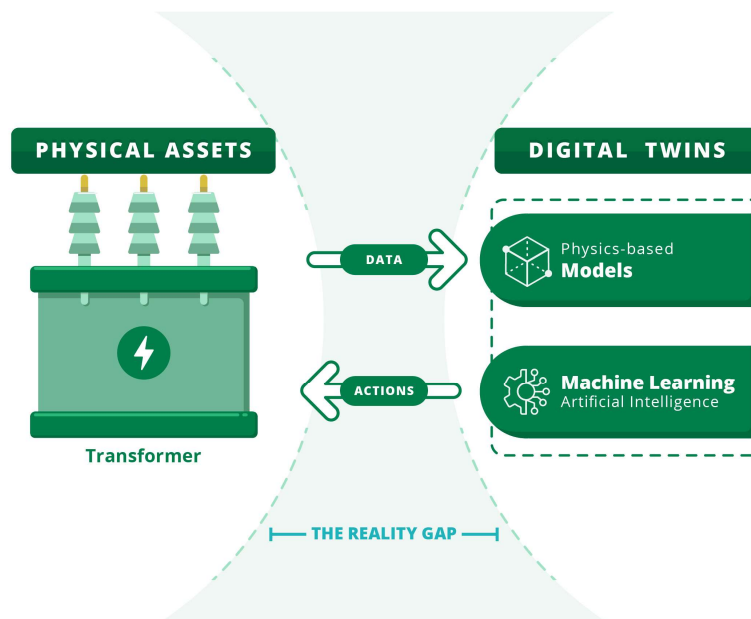 PHYSICAL ASSETS
DIGITAL TWINS
DATA
Physics-based
Models
ACTIONS
Machine Learning
Artificial Intelligence
Transformer
THE REALITY GAP